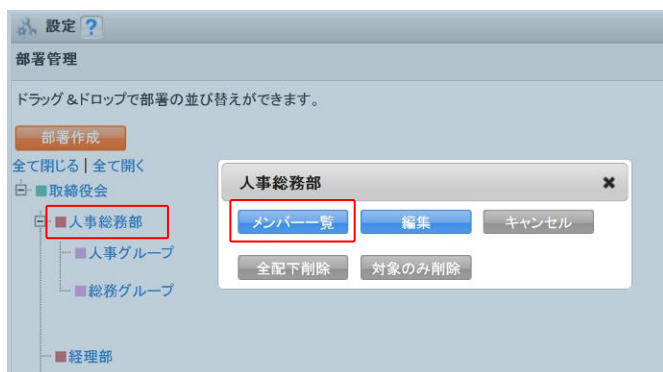 設定 ?
部署管理
ドラッグ&ドロップで部署の並び替えができます。
部署作成
全て閉じる | 全て開く
取締役会
人事総務部
人事グループ
総務グループ
経理部
人事総務部 ✖
メンバー一覧 編集 キャンセル
全配下削除 対象のみ削除